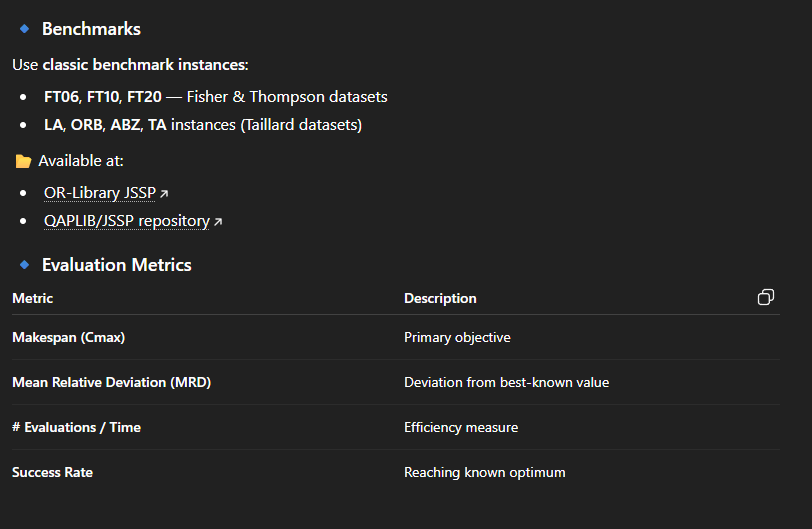 Benchmarks
Use classic benchmark instances:
FT06, FT10, FT20 — Fisher & Thompson datasets
LA, ORB, ABZ, TA instances (Taillard datasets)
Available at:
OR-Library JSSP
QAPLIB/JSSP repository
Evaluation Metrics
Metric Description
Makespan (Cmax) Primary objective
Mean Relative Deviation (MRD) Deviation from best-known value
# Evaluations / Time Efficiency measure
Success Rate Reaching known optimum